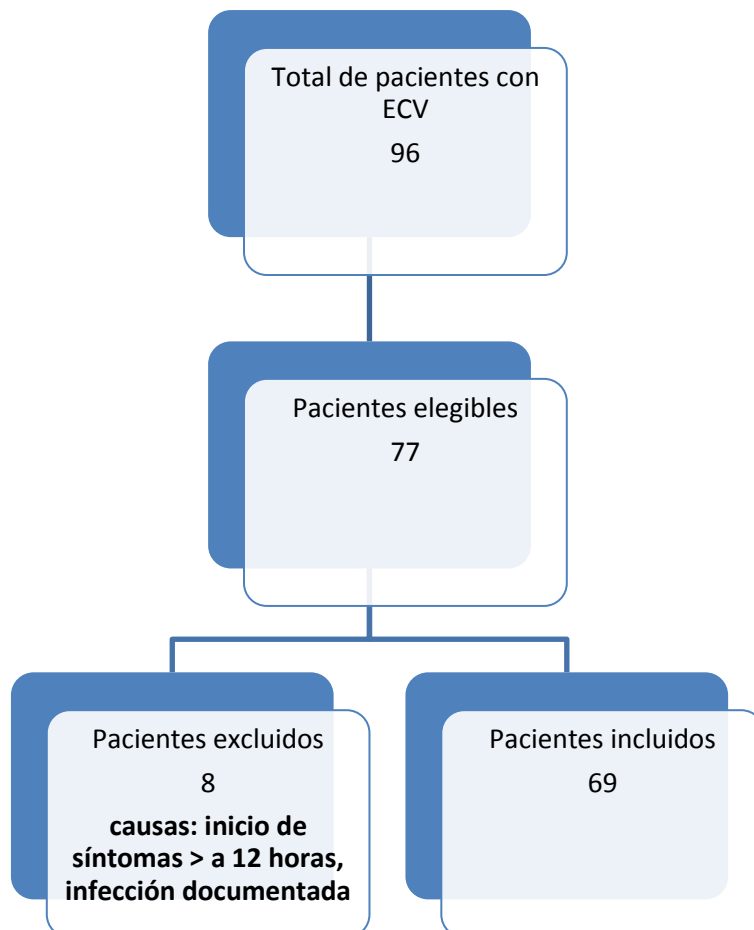 Total de pacientes con
ECV
96
Pacientes elegibles
77
Pacientes excluidos
8
causas: inicio de
síntomas > a 12 horas,
infección documentada
Pacientes incluidos
69